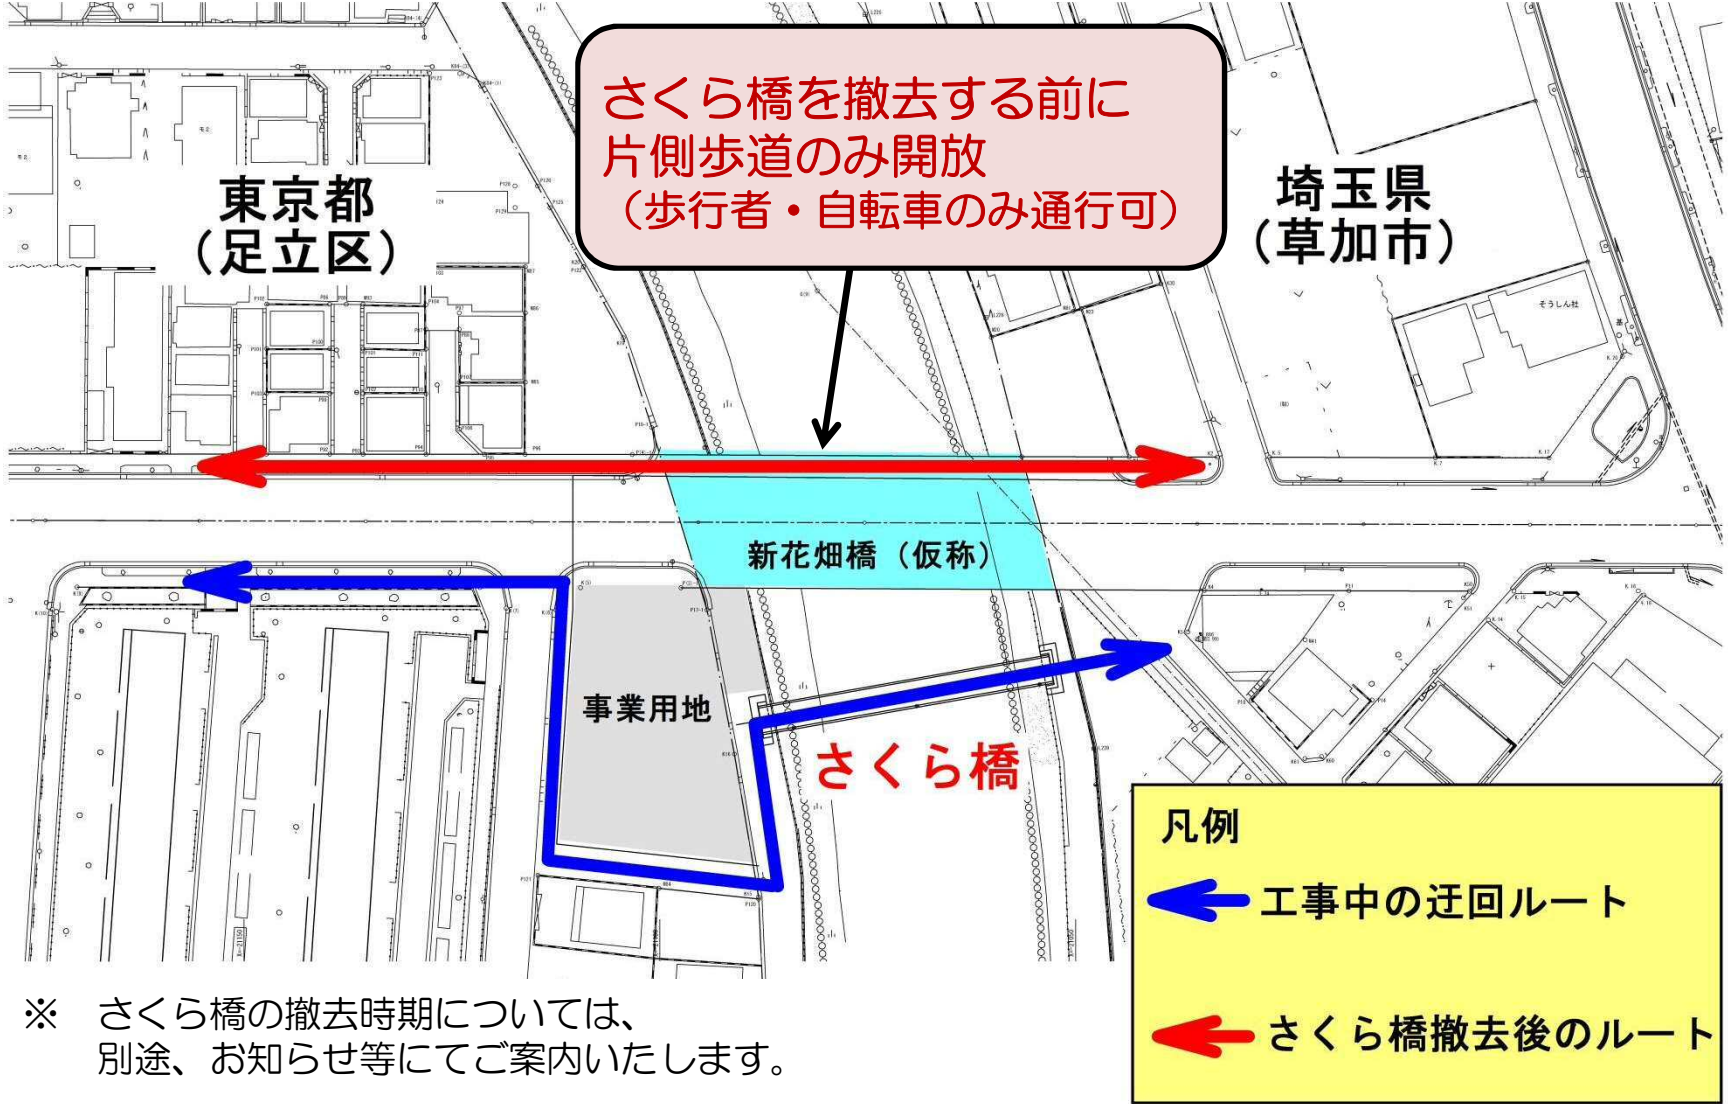 さくら橋を撤去する前に
片側歩道のみ開放
（歩行者・自転車のみ通行可）
東京都
（足立区）
埼玉県
（草加市）
そうしん社
新花畑橋（仮称）
事業用地
さくら橋
凡例
工事中の迂回ルート
さくら橋撤去後のルート
※　さくら橋の撤去時期については、
別途、お知らせ等にてご案内いたします。